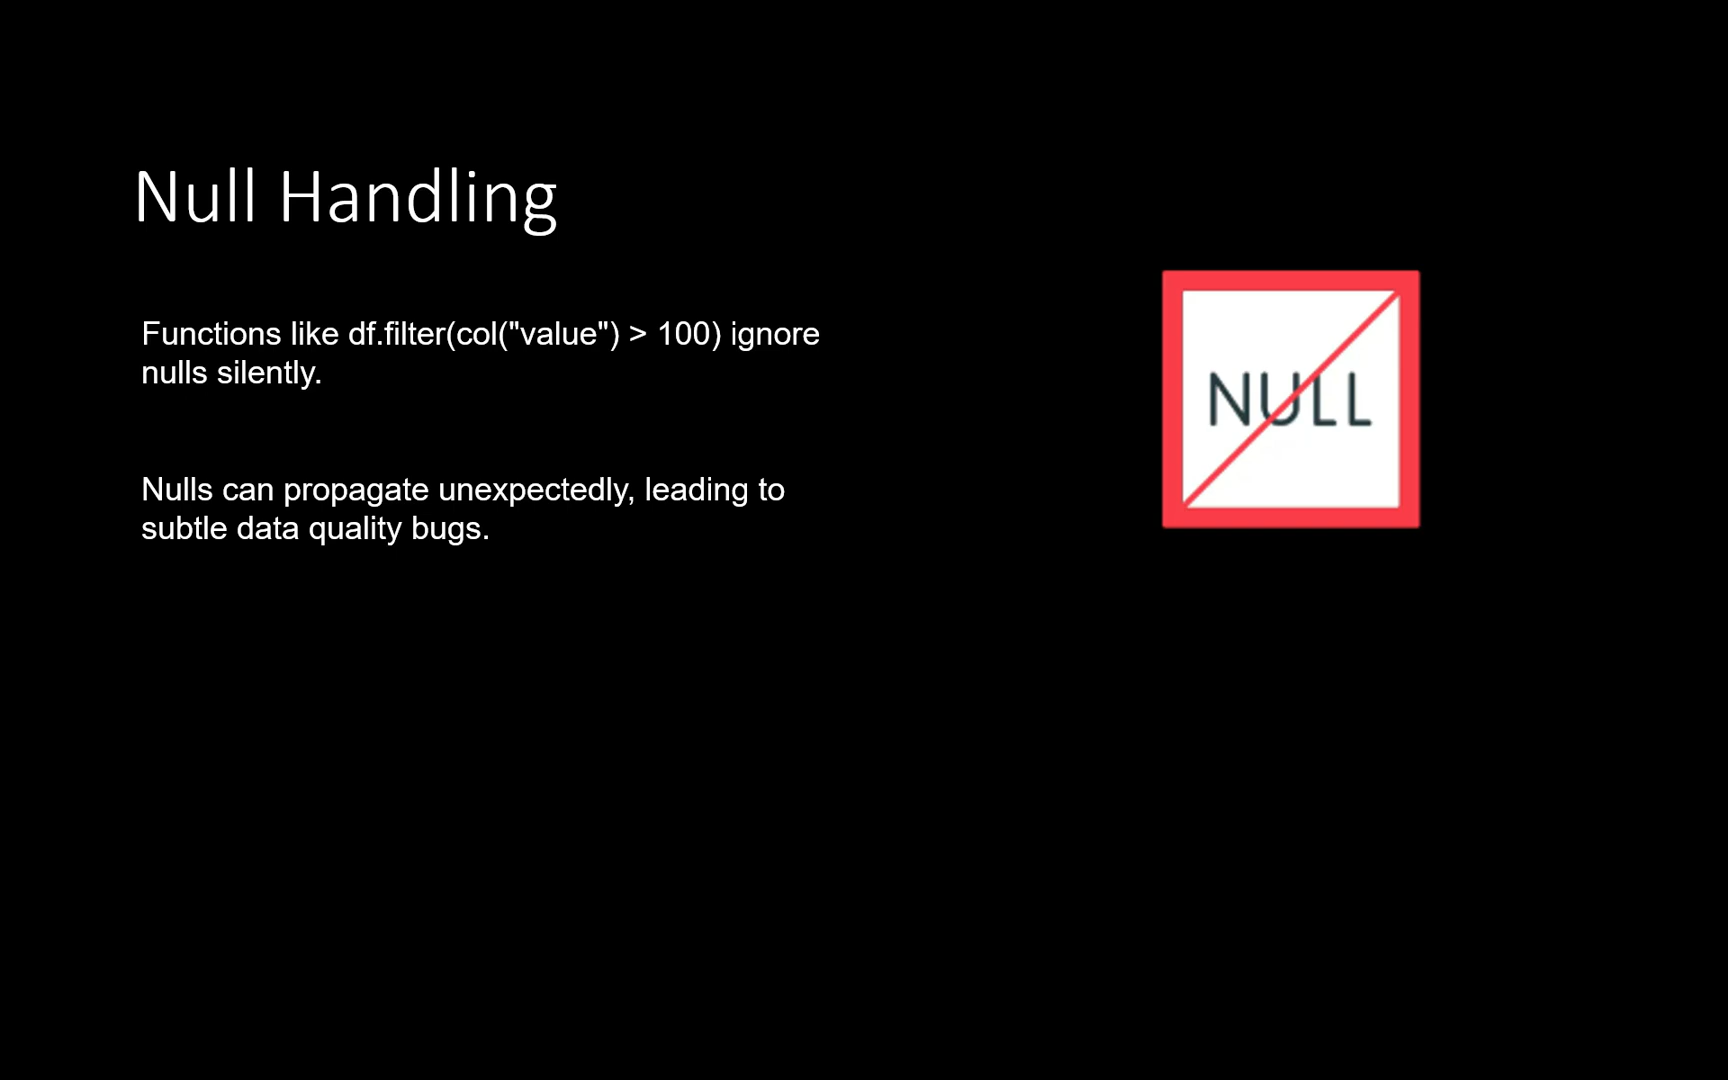 Null Handling
Functions like df.filter(col("value") > 100) ignore
nulls silently.
Nulls can propagate unexpectedly, leading to
subtle data quality bugs.
NULL